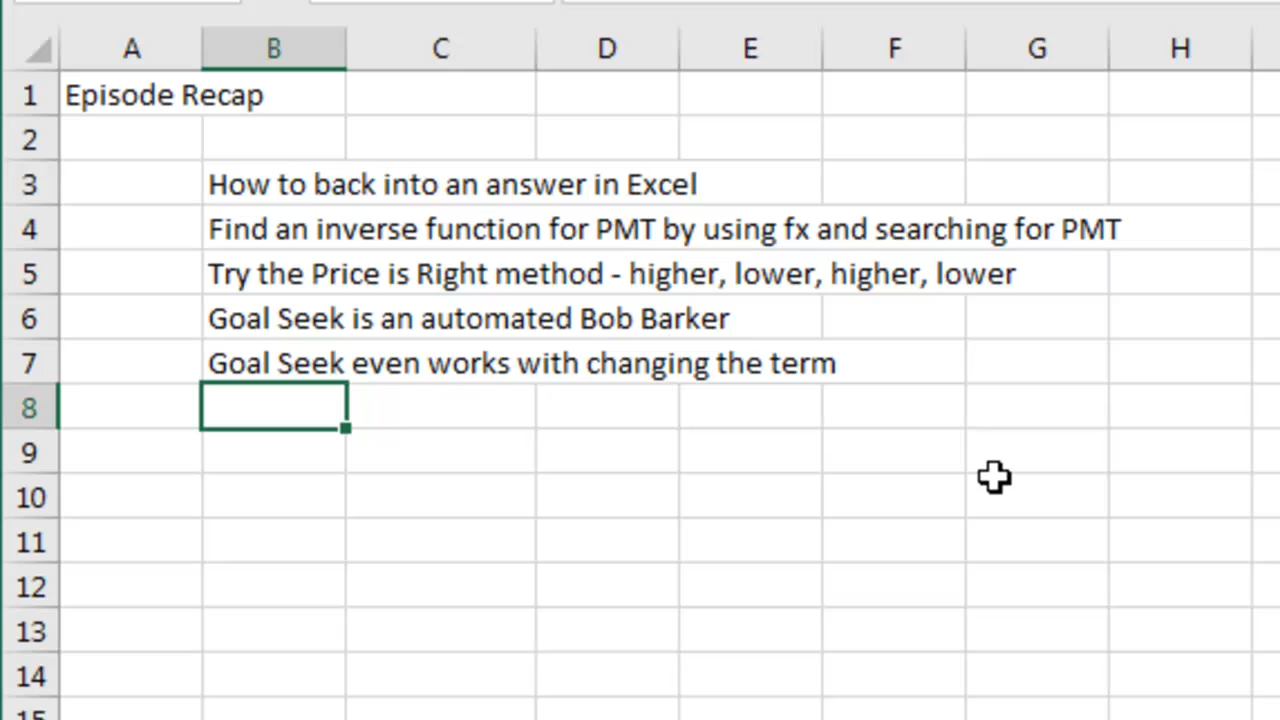 A B C D E F G H
1 Episode Recap
2
3 How to back into an answer in Excel
4 Find an inverse function for PMT by using fx and searching for PMT
5 Try the Price is Right method - higher, lower, higher, lower
6 Goal Seek is an automated Bob Barker
7 Goal Seek even works with changing the term
8
9
10
11
12
13
14
15